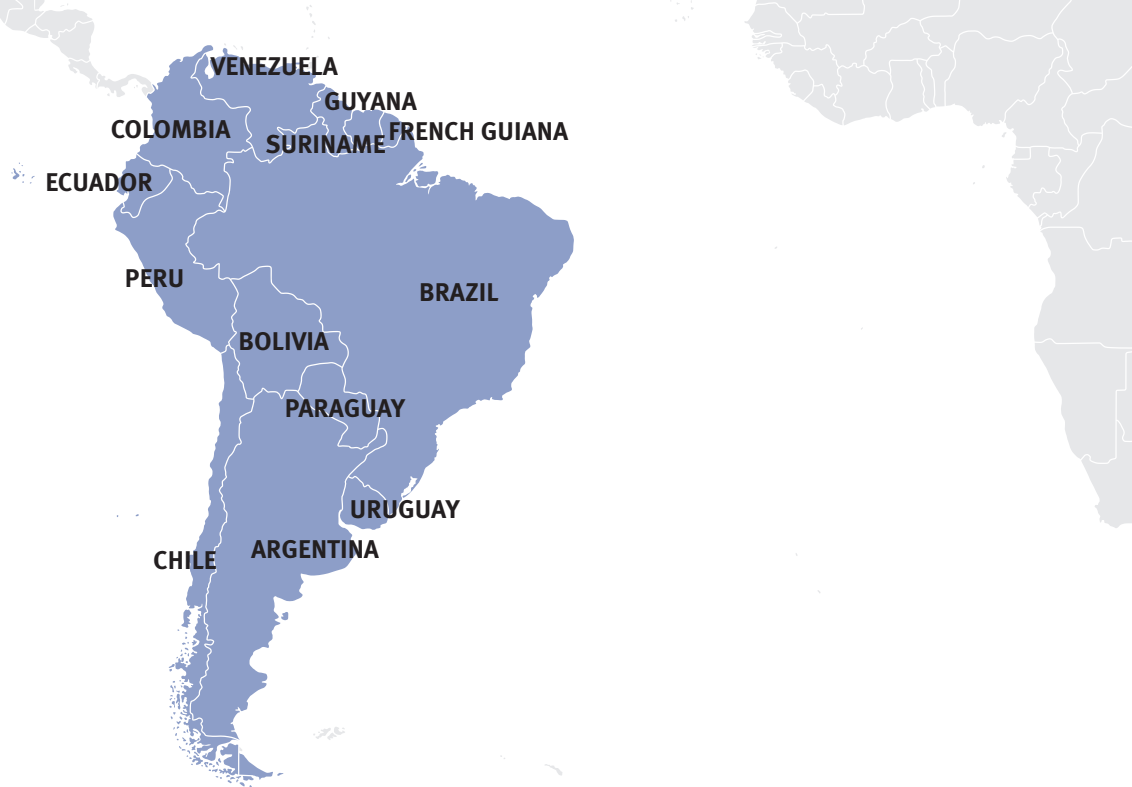 VENEZUELA
GUYANA
COLOMBIA
FRENCH GUIANA
SURINAME
ECUADOR
PERU
BRAZIL
BOLIVIA
PARAGUAY
URUGUAY
ARGENTINA
CHILE